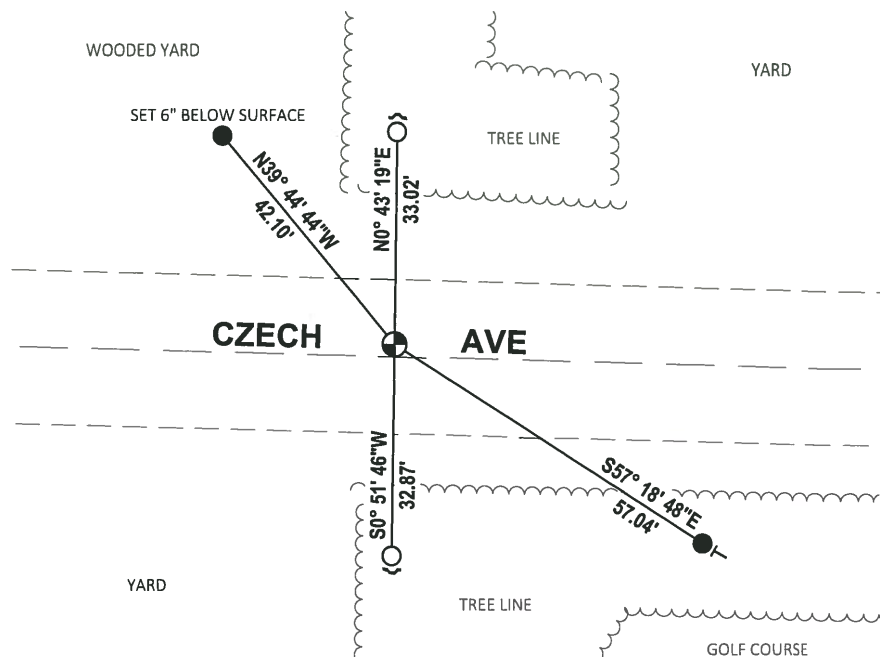 WOODED YARD
YARD
SET 6" BELOW SURFACE
TREE LINE
N39° 44' 44"W
42.10'
N0° 43' 19"E
33.02'
CZECH AVE
S0° 51' 46"W
32.87'
S57° 18' 48"E
57.04'
YARD
TREE LINE
GOLF COURSE